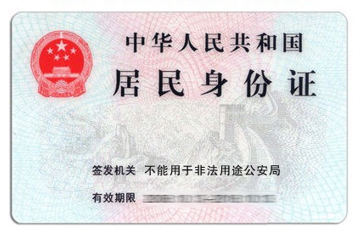 中华人民共和国
居民身份证
签发机关 不能用于非法用途公安局
有效期限